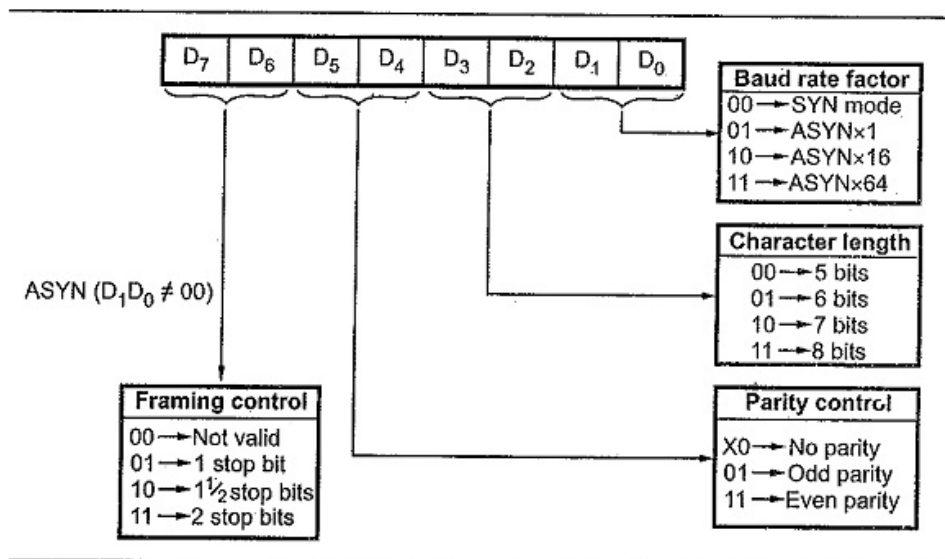 D₇ D₆ D₅ D₄ D₃ D₂ D₁ D₀
Baud rate factor
00→SYN mode
01→ASYN×1
10→ASYN×16
11→ASYN×64
Character length
00→5 bits
01→6 bits
10→7 bits
11→8 bits
ASYN (D₁D₀ ≠ 00)
Framing control
00→Not valid
01→1 stop bit
10→1½ stop bits
11→2 stop bits
Parity control
X0→No parity
01→Odd parity
11→Even parity